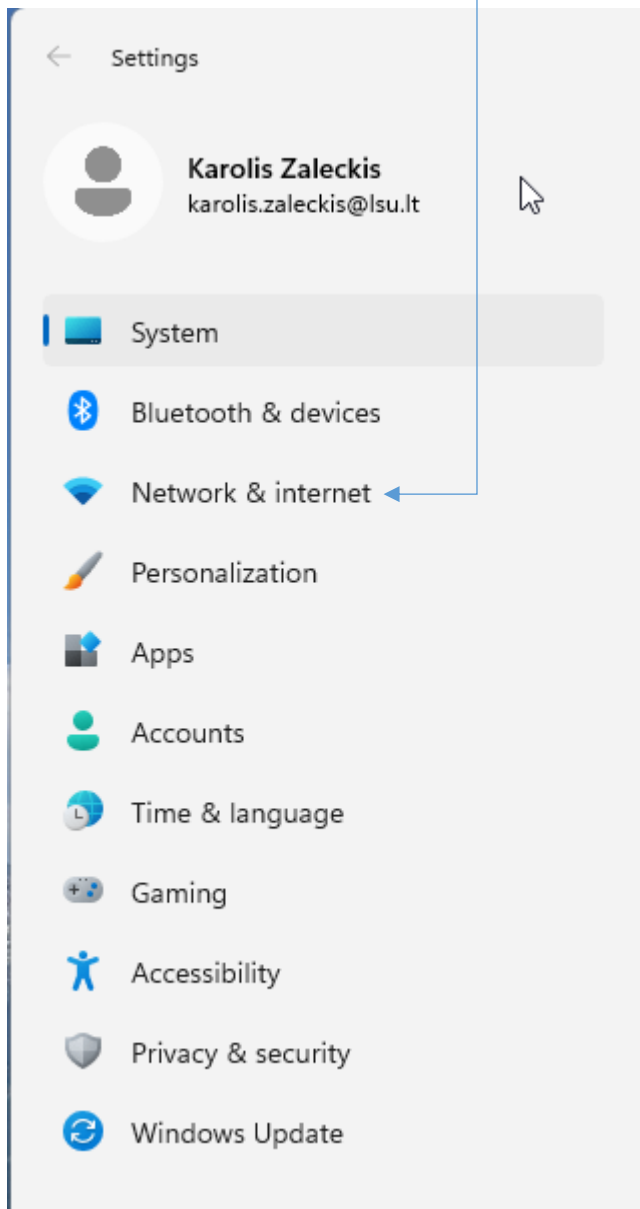 Settings
Karolis Zaleckis
karolis.zaleckis@lsu.lt
System
Bluetooth & devices
Network & internet
Personalization
Apps
Accounts
Time & language
Gaming
Accessibility
Privacy & security
Windows Update